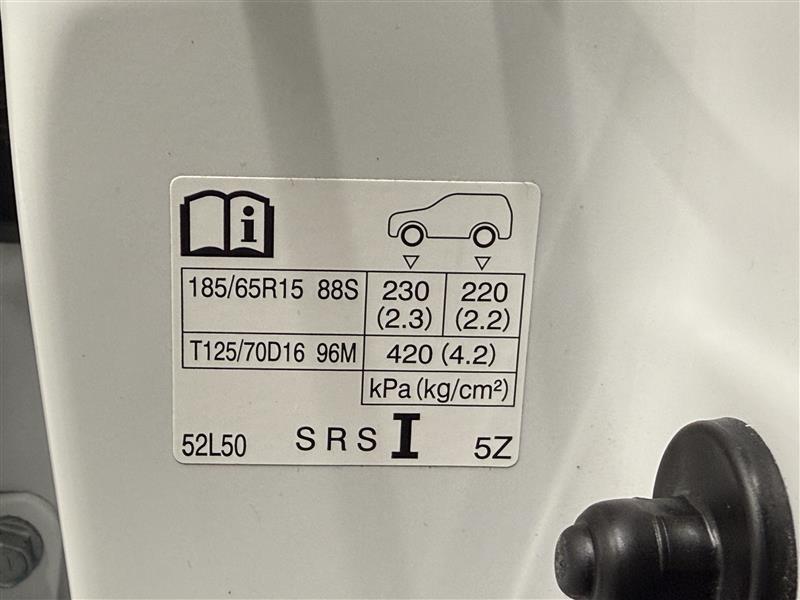 185/65R15 88S 230 (2.3) 220 (2.2)
T125/70D16 96M 420 (4.2)
kPa (kg/cm²)
52L50 SRS I 5Z